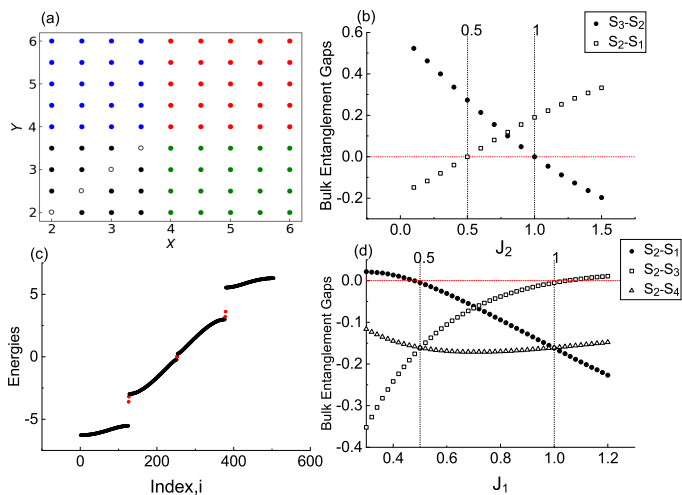 (a)
6
5
4
3
2
Y
2 3 4 5 6
X
(b)
0.5 1
S3-S2
S2-S1
0.6
0.4
0.2
0.0
-0.2
Bulk Entanglement Gaps
0.0 0.5 1.0 1.5
J2
(c)
5
0
-5
Energies
0 200 400 600
Index,i
(d)
0.5 1
S2-S1
S2-S3
S2-S4
0.0
-0.1
-0.2
-0.3
-0.4
Bulk Entanglement Gaps
0.4 0.6 0.8 1.0 1.2
J1